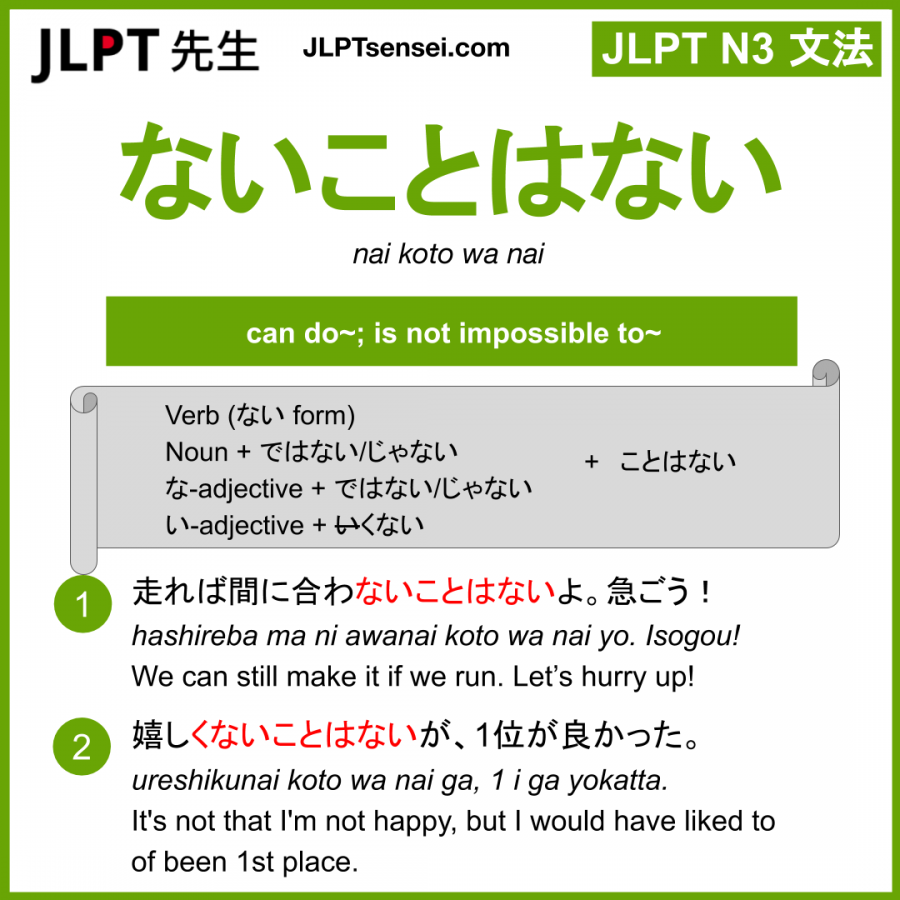 JLPT 先生
JLPTsensei.com
JLPT N3 文法
ないことはない
nai koto wa nai
can do~; is not impossible to~
Verb (ない form)
Noun + ではない/じゃない
な-adjective + ではない/じゃない
い-adjective + いくない
+ ことはない
1
走れば間に合わないことはないよ。急ごう！
hashireba ma ni awanai koto wa nai yo. Isogou!
We can still make it if we run. Let’s hurry up!
2
嬉しくないことはないが、1位が良かった。
ureshikunai koto wa nai ga, 1 i ga yokatta.
It's not that I'm not happy, but I would have liked to
of been 1st place.